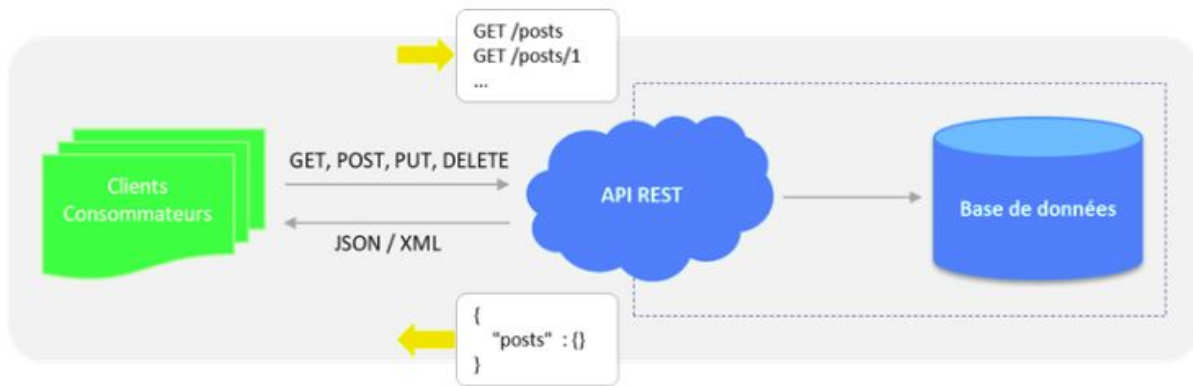 GET /posts
GET /posts/1
...
GET, POST, PUT, DELETE
Clients
Consommateurs
API REST
Base de données
JSON / XML
{
"posts" : {}
}